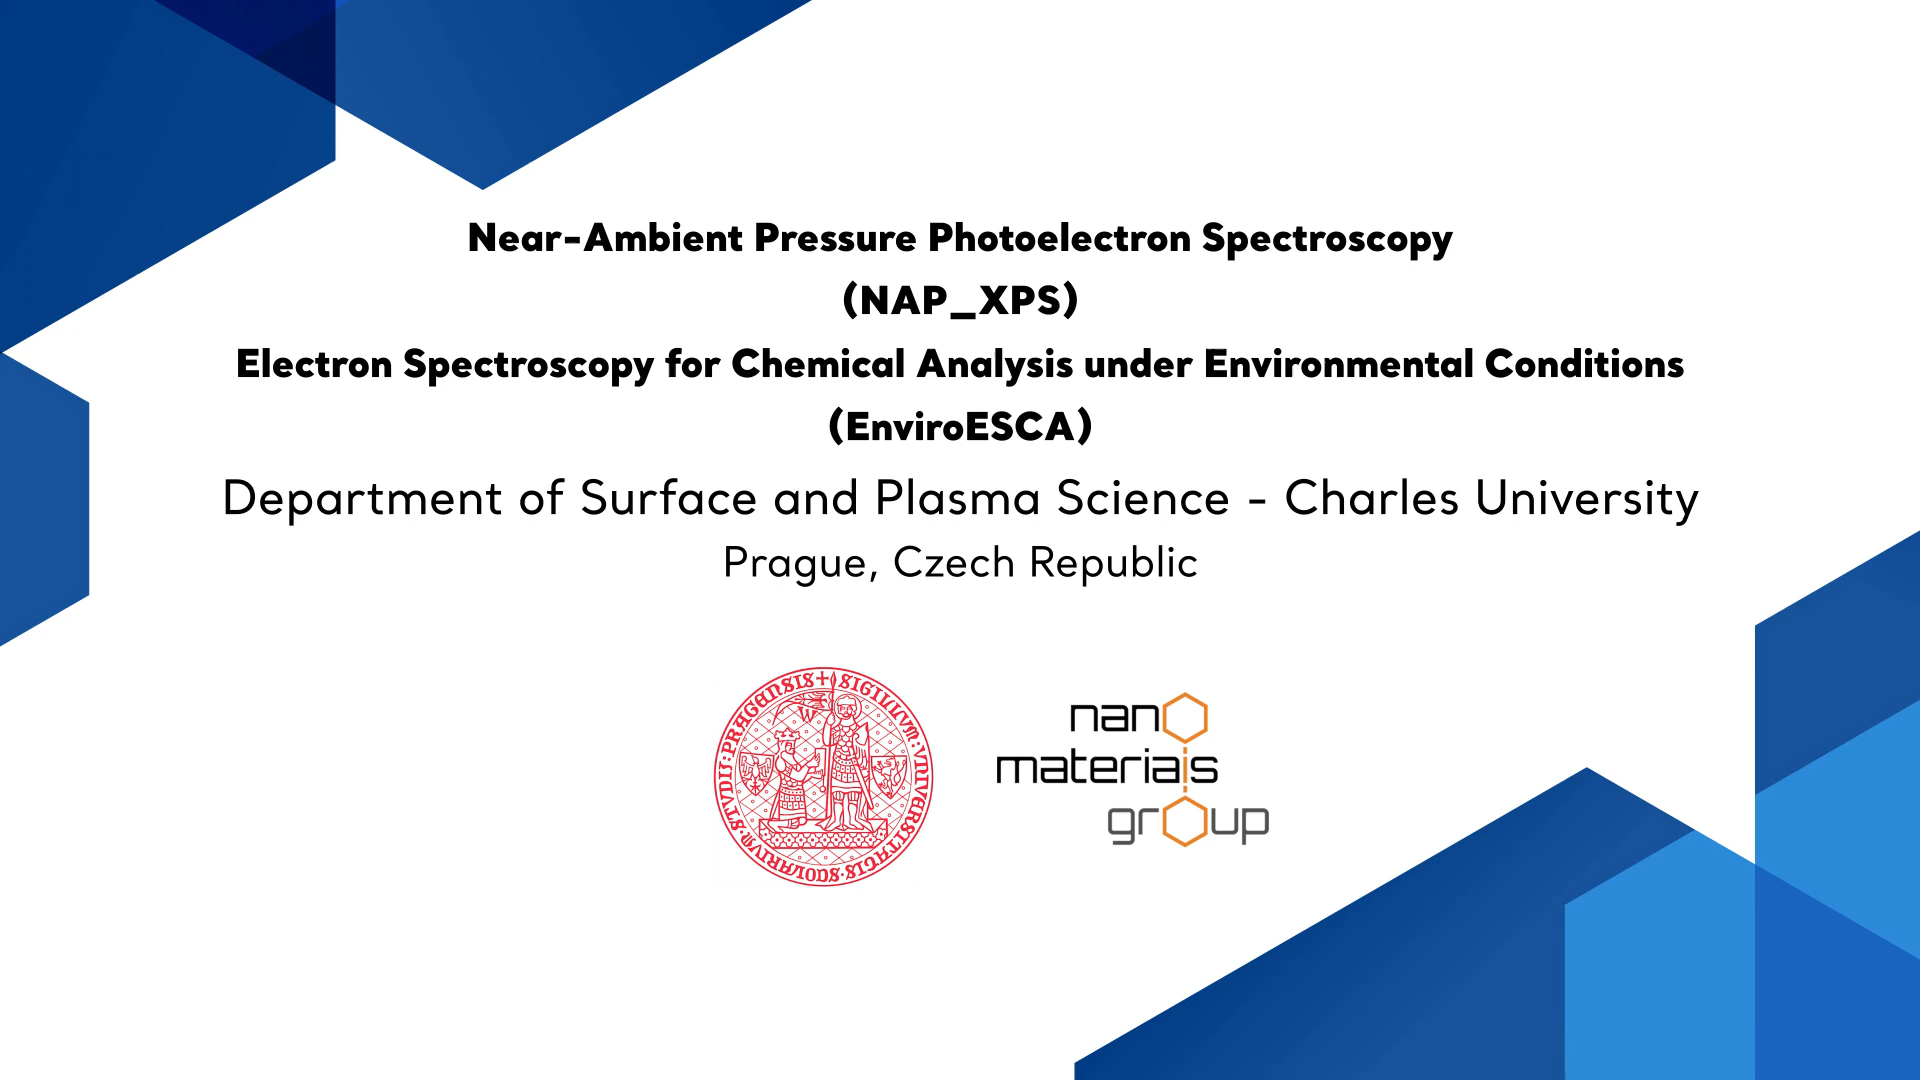 Near-Ambient Pressure Photoelectron Spectroscopy
(NAP_XPS)
Electron Spectroscopy for Chemical Analysis under Environmental Conditions
(EnviroESCA)
Department of Surface and Plasma Science - Charles University
Prague, Czech Republic
nano
materials
group